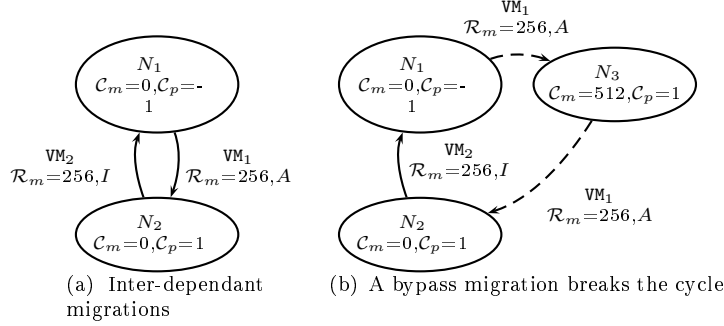 N₁
𝒞ₘ=0,𝒞ₚ=-
1
VM₂
ℛₘ=256,I
VM₁
ℛₘ=256,A
N₂
𝒞ₘ=0,𝒞ₚ=1
(a) Inter-dependant
migrations
VM₁
ℛₘ=256,A
N₁
𝒞ₘ=0,𝒞ₚ=-
1
N₃
𝒞ₘ=512,𝒞ₚ=1
VM₂
ℛₘ=256,I
VM₁
ℛₘ=256,A
N₂
𝒞ₘ=0,𝒞ₚ=1
(b) A bypass migration breaks the cycle